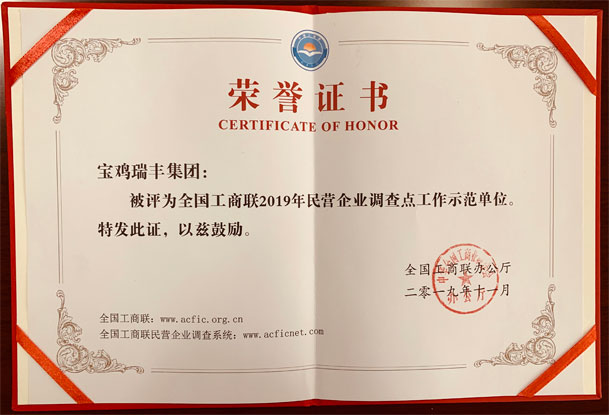 荣誉证书
CERTIFICATE OF HONOR
宝鸡瑞丰集团：
被评为全国工商联2019年民营企业调查点工作示范单位。
特发此证，以兹鼓励。
全国工商联办公厅
二零一九年十一月
全国工商联：www.acfic.org.cn
全国工商联民营企业调查系统：www.acficnet.com